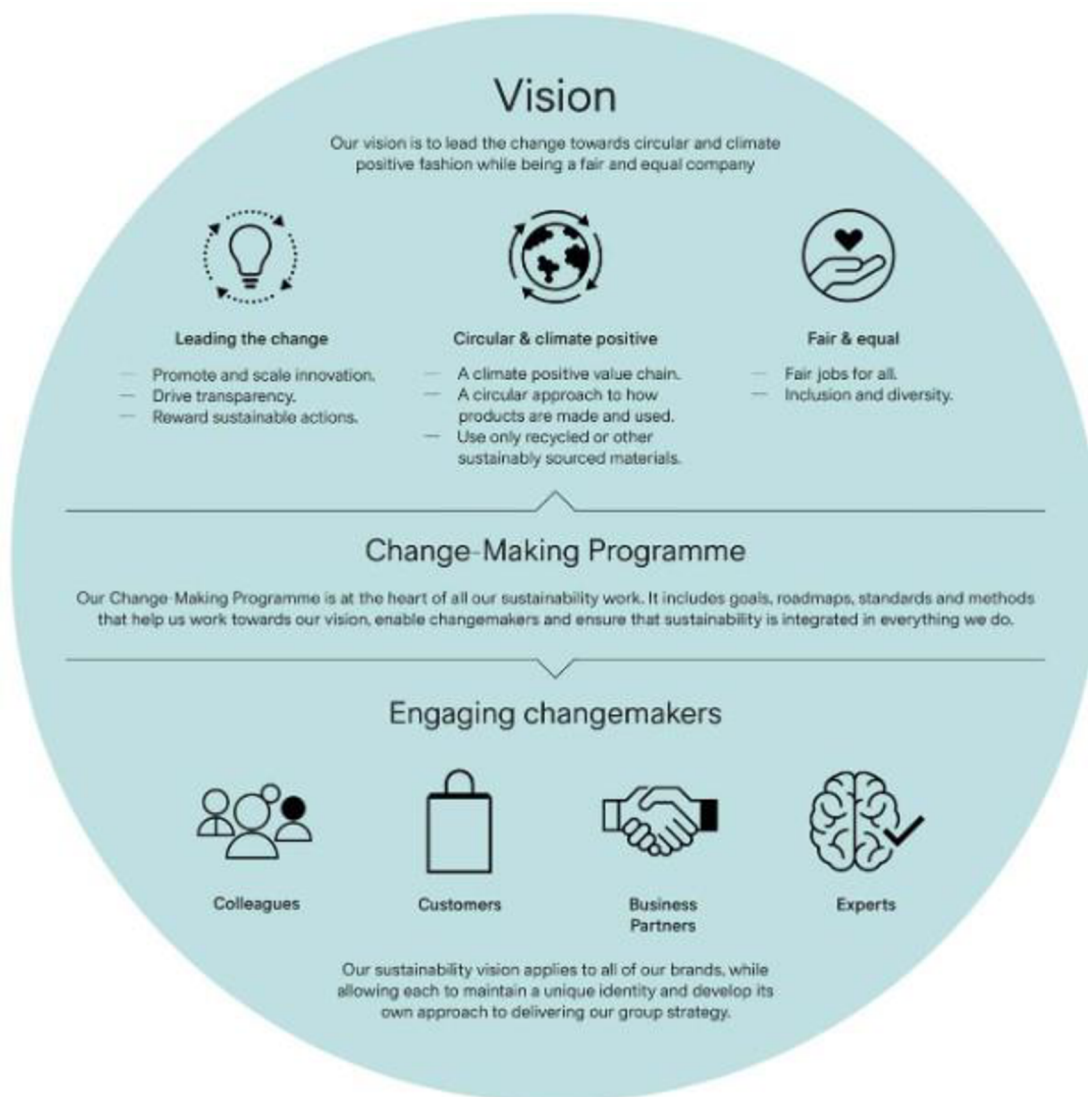 Vision
Our vision is to lead the change towards circular and climate
positive fashion while being a fair and equal company
Leading the change
— Promote and scale innovation.
— Drive transparency.
— Reward sustainable actions.
Circular & climate positive
— A climate positive value chain.
— A circular approach to how
products are made and used.
— Use only recycled or other
sustainably sourced materials.
Fair & equal
— Fair jobs for all.
— Inclusion and diversity.
Change-Making Programme
Our Change-Making Programme is at the heart of all our sustainability work. It includes goals, roadmaps, standards and methods
that help us work towards our vision, enable changemakers and ensure that sustainability is integrated in everything we do.
Engaging changemakers
Colleagues
Customers
Business
Partners
Experts
Our sustainability vision applies to all of our brands, while
allowing each to maintain a unique identity and develop its
own approach to delivering our group strategy.